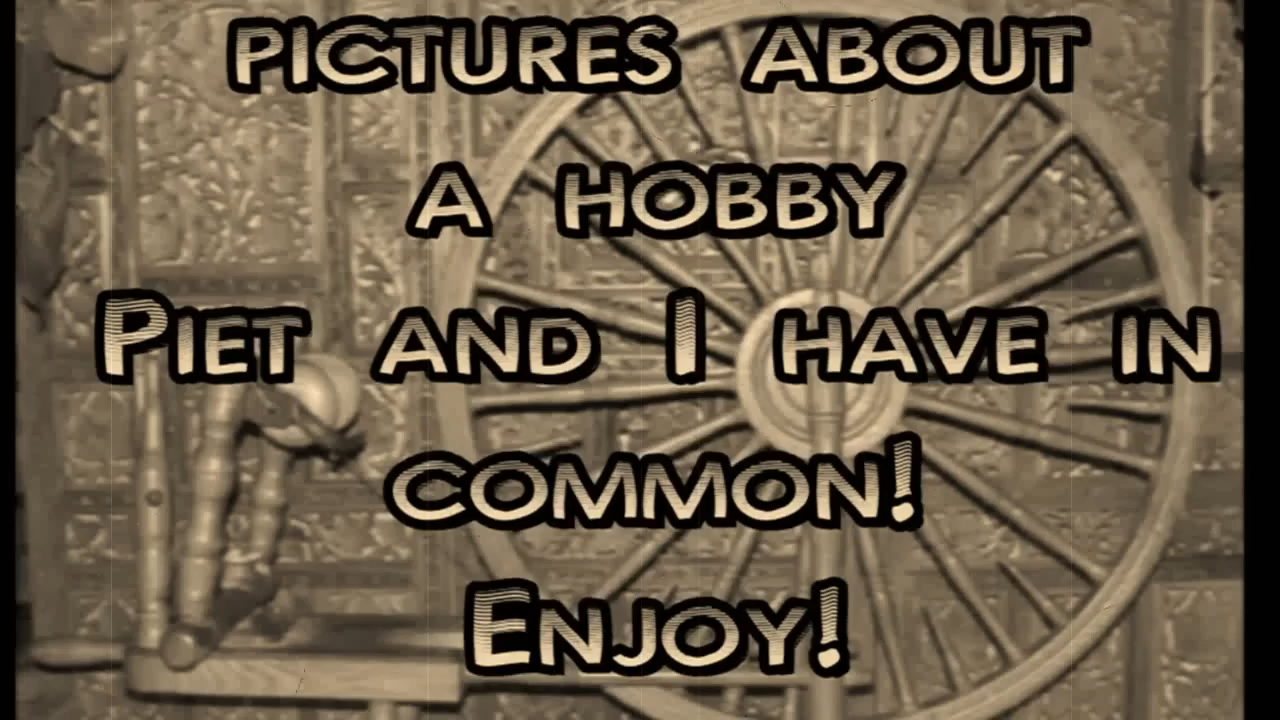 PICTURES ABOUT
A HOBBY
PIET AND I HAVE IN
COMMON!
ENJOY!